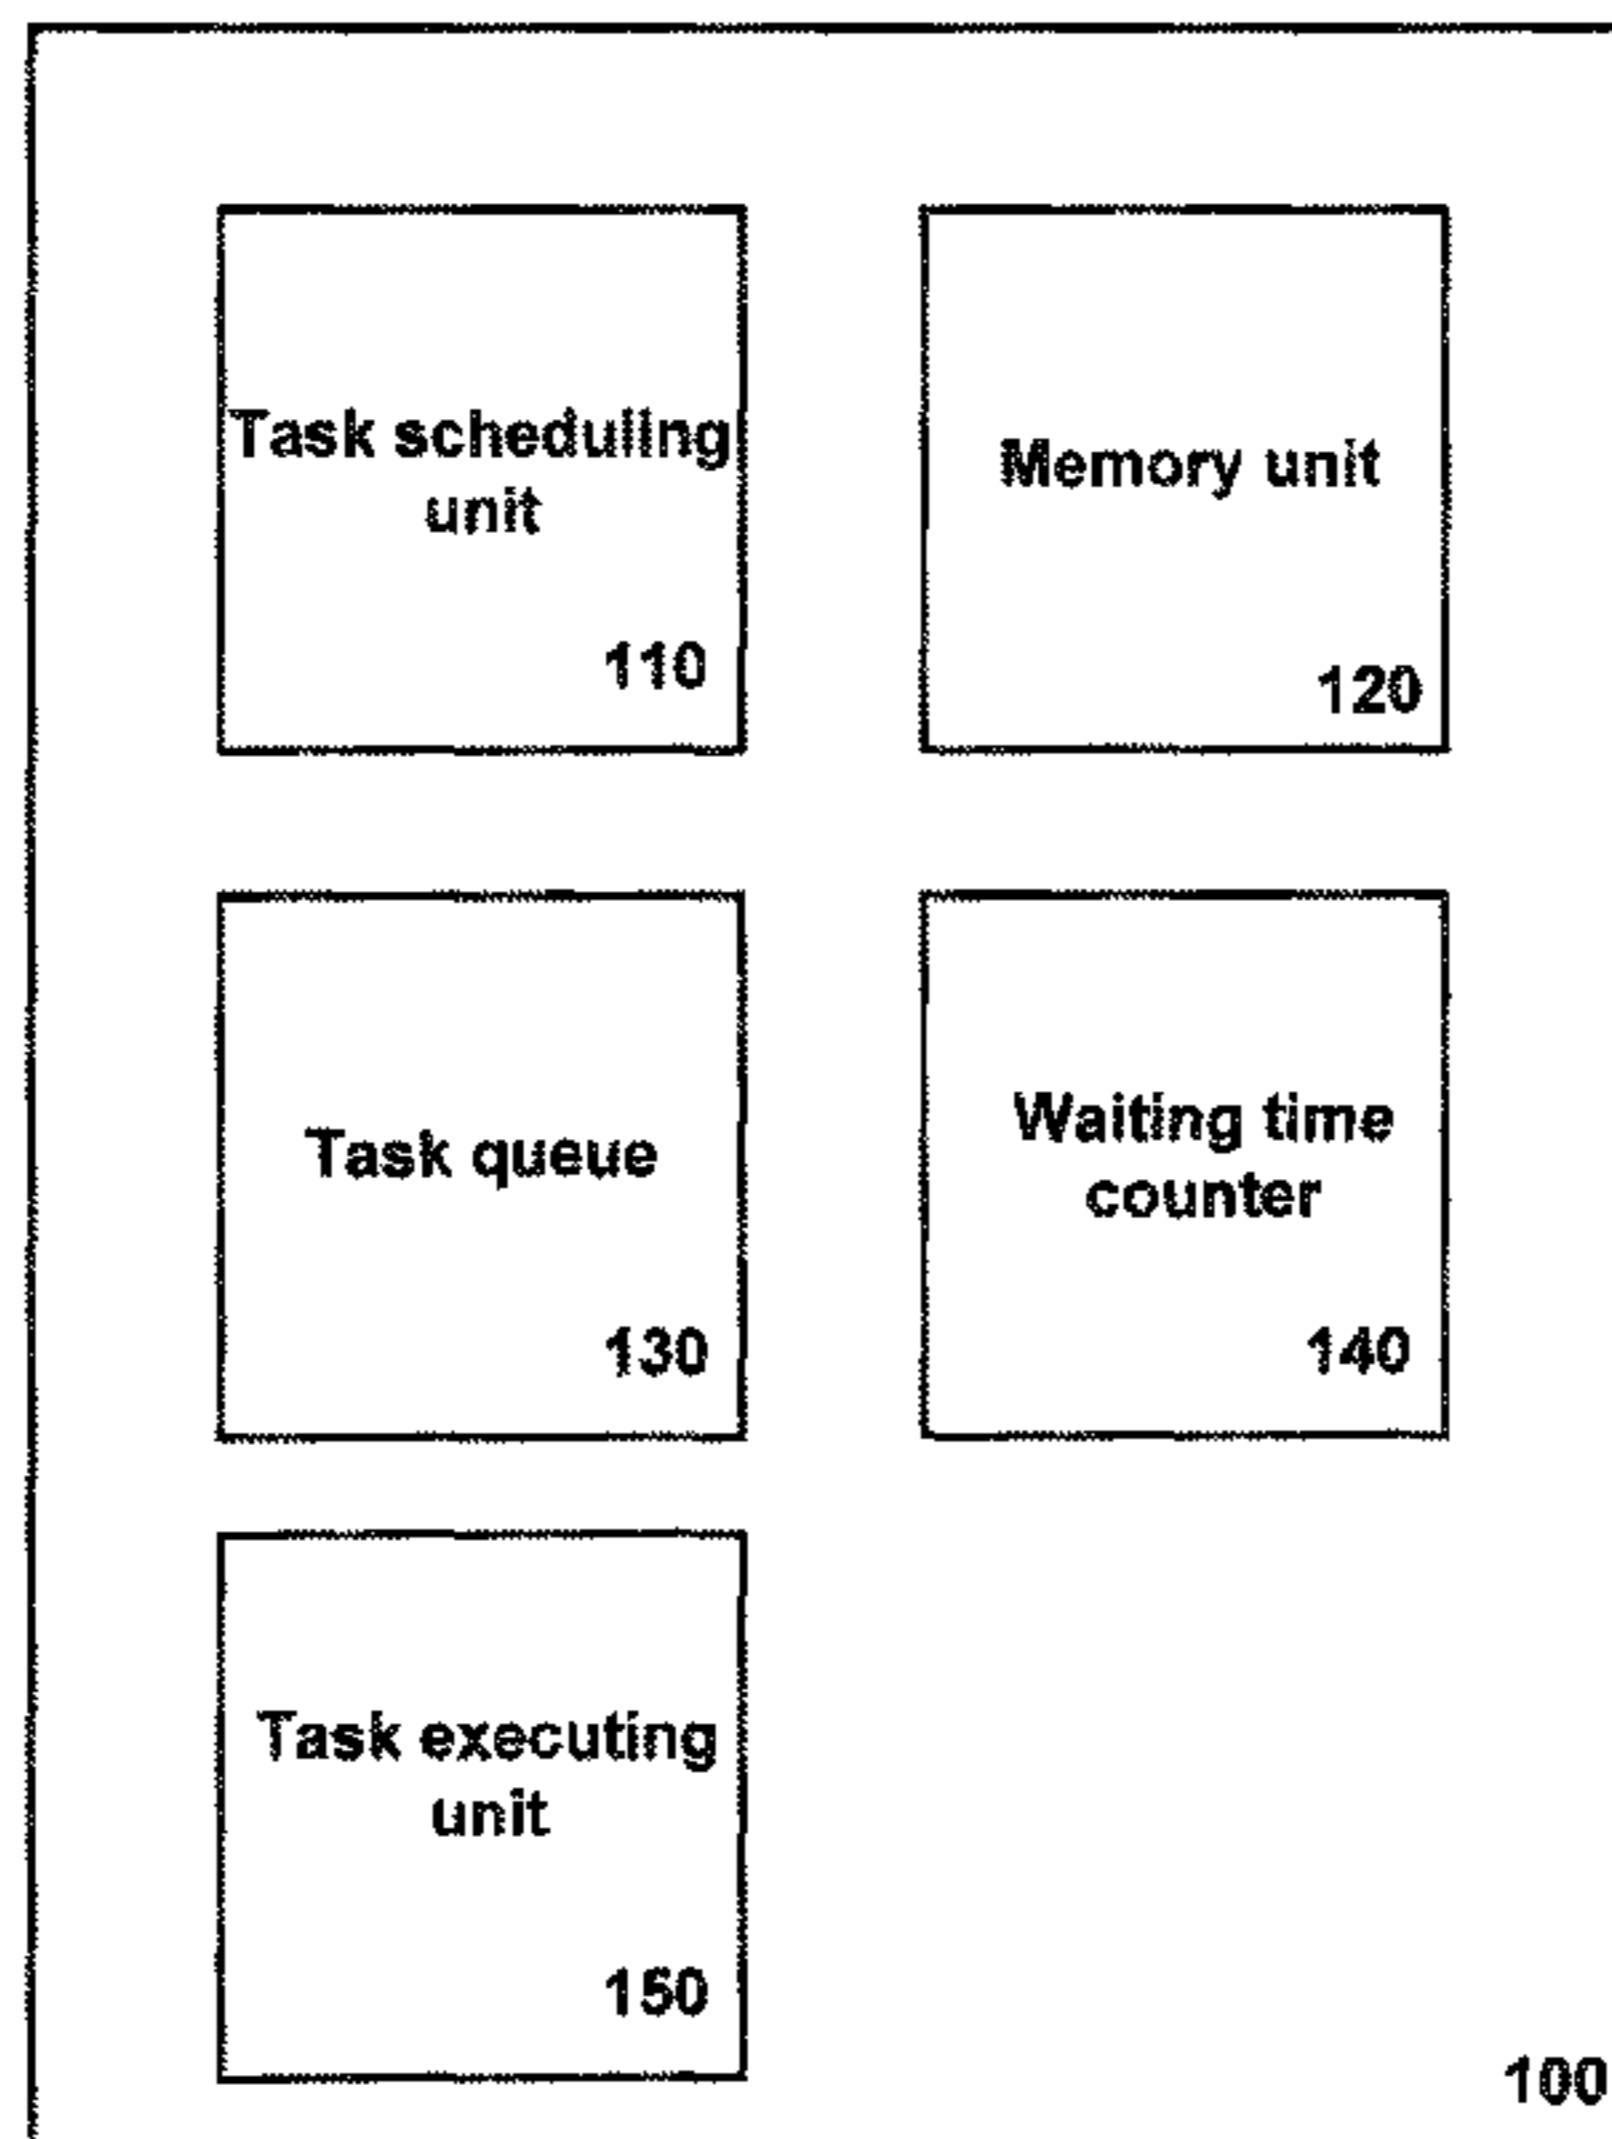 Task scheduling
unit
110
Memory unit
120
Task queue
130
Waiting time
counter
140
Task executing
unit
150
100